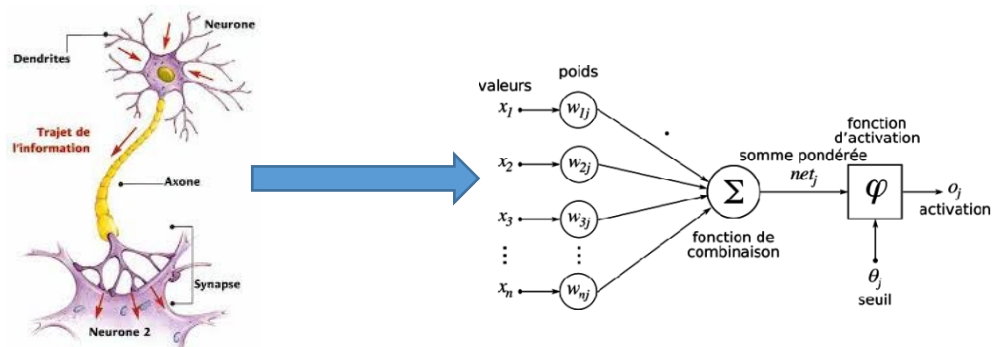 Neurone
Dendrites
Trajet de
l'information
Axone
Synapse
Neurone 2
valeurs
poids
x1
w1j
x2
w2j
x3
w3j
xn
wnj
Σ
fonction de
combinaison
somme pondérée
netj
fonction
d'activation
φ
oj
activation
θj
seuil